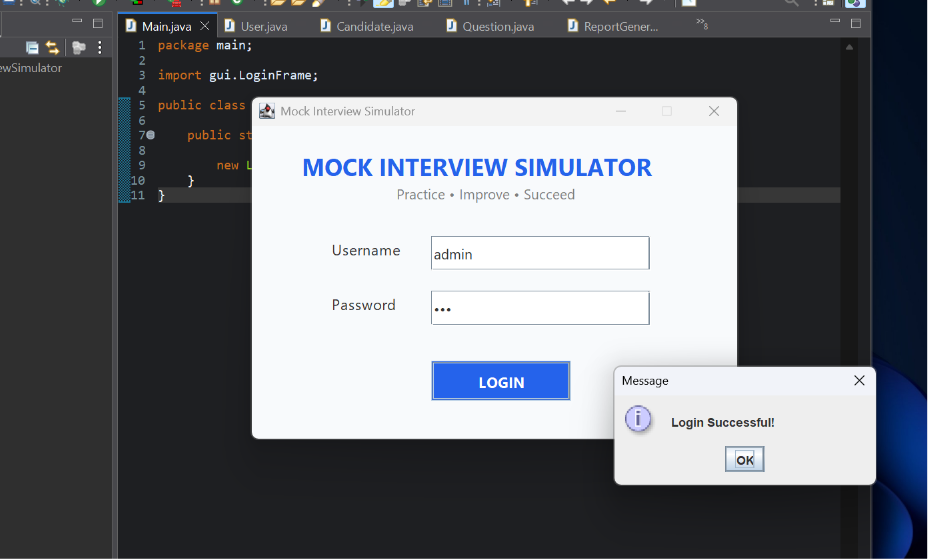 Main.java
User.java
Candidate.java
Question.java
ReportGener...
8
ewSimulator
1 package main;
2
3 import gui.LoginFrame;
4
5 public class
6
7 public st
8
9 new L
10 }
11 }
Mock Interview Simulator
MOCK INTERVIEW SIMULATOR
Practice • Improve • Succeed
Username
admin
Password
•••
LOGIN
Message
Login Successful!
OK